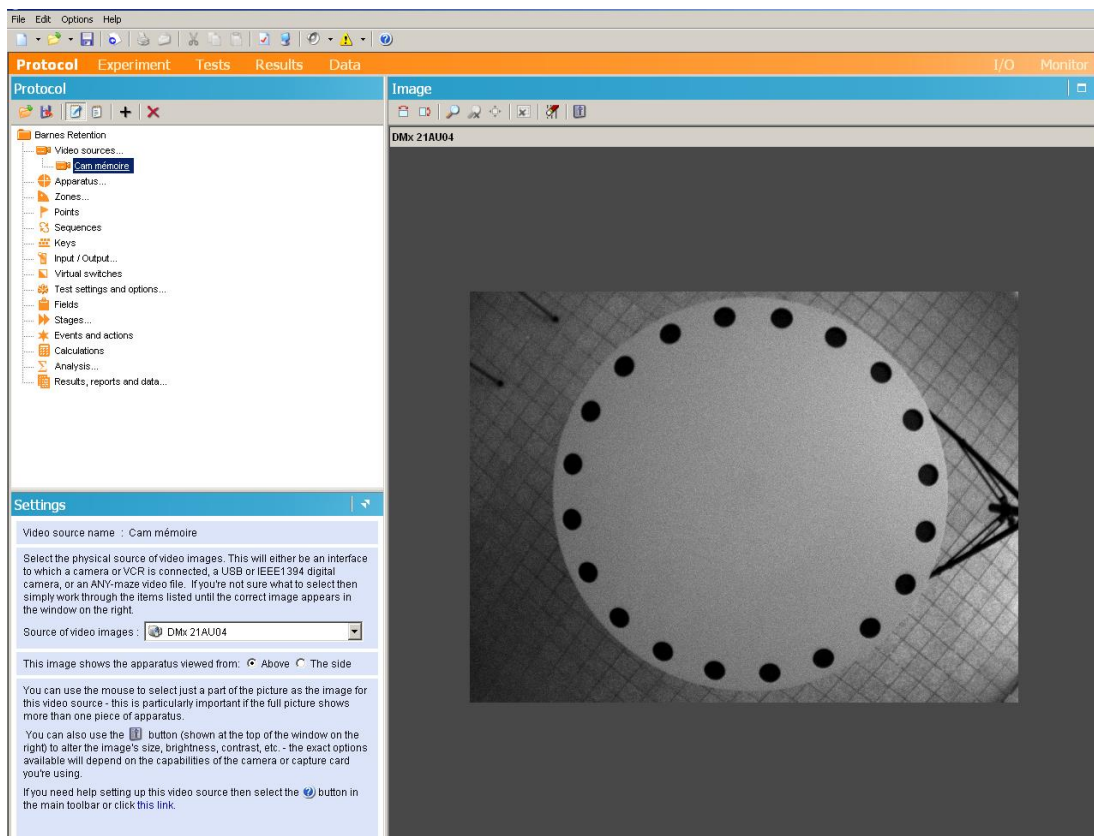 File Edit Options Help
Protocol Experiment Tests Results Data I/O Monitor
Protocol
Image
DMx 21AU04
Barnes Retention
Video sources...
Cam mémoire
Apparatus...
Zones...
Points
Sequences
Keys
Input / Output...
Virtual switches
Test settings and options...
Fields
Stages...
Events and actions
Calculations
Analysis...
Results, reports and data...
Settings
Video source name : Cam mémoire
Select the physical source of video images. This will either be an interface
to which a camera or VCR is connected, a USB or IEEE1394 digital
camera, or an ANY-maze video file. If you're not sure what to select then
simply work through the items listed until the correct image appears in
the window on the right.
Source of video images : DMx 21AU04
This image shows the apparatus viewed from: Above The side
You can use the mouse to select just a part of the picture as the image for
this video source - this is particularly important if the full picture shows
more than one piece of apparatus.
You can also use the button (shown at the top of the window on the
right) to alter the image's size, brightness, contrast, etc. - the exact options
available will depend on the capabilities of the camera or capture card
you're using.
If you need help setting up this video source then select the button in
the main toolbar or click this link.